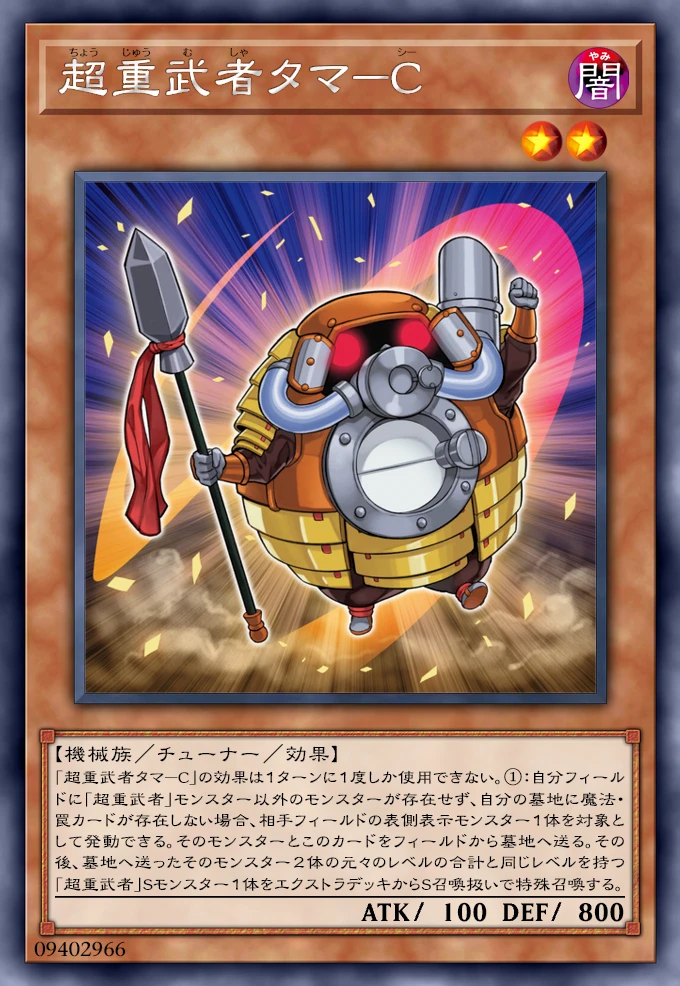 ちょう じゅう む しゃ シー
超重武者タマ－C
やみ
闇
【機械族／チューナー／効果】
「超重武者タマ－C」の効果は1ターンに1度しか使用できない。①：自分フィール
ドに「超重武者」モンスター以外のモンスターが存在せず、自分の墓地に魔法・
罠カードが存在しない場合、相手フィールドの表側表示モンスター1体を対象と
して発動できる。そのモンスターとこのカードをフィールドから墓地へ送る。その
後、墓地へ送ったそのモンスター2体の元々のレベルの合計と同じレベルを持つ
「超重武者」Sモンスター1体をエクストラデッキからS召喚扱いで特殊召喚する。
ATK/ 100 DEF/ 800
09402966